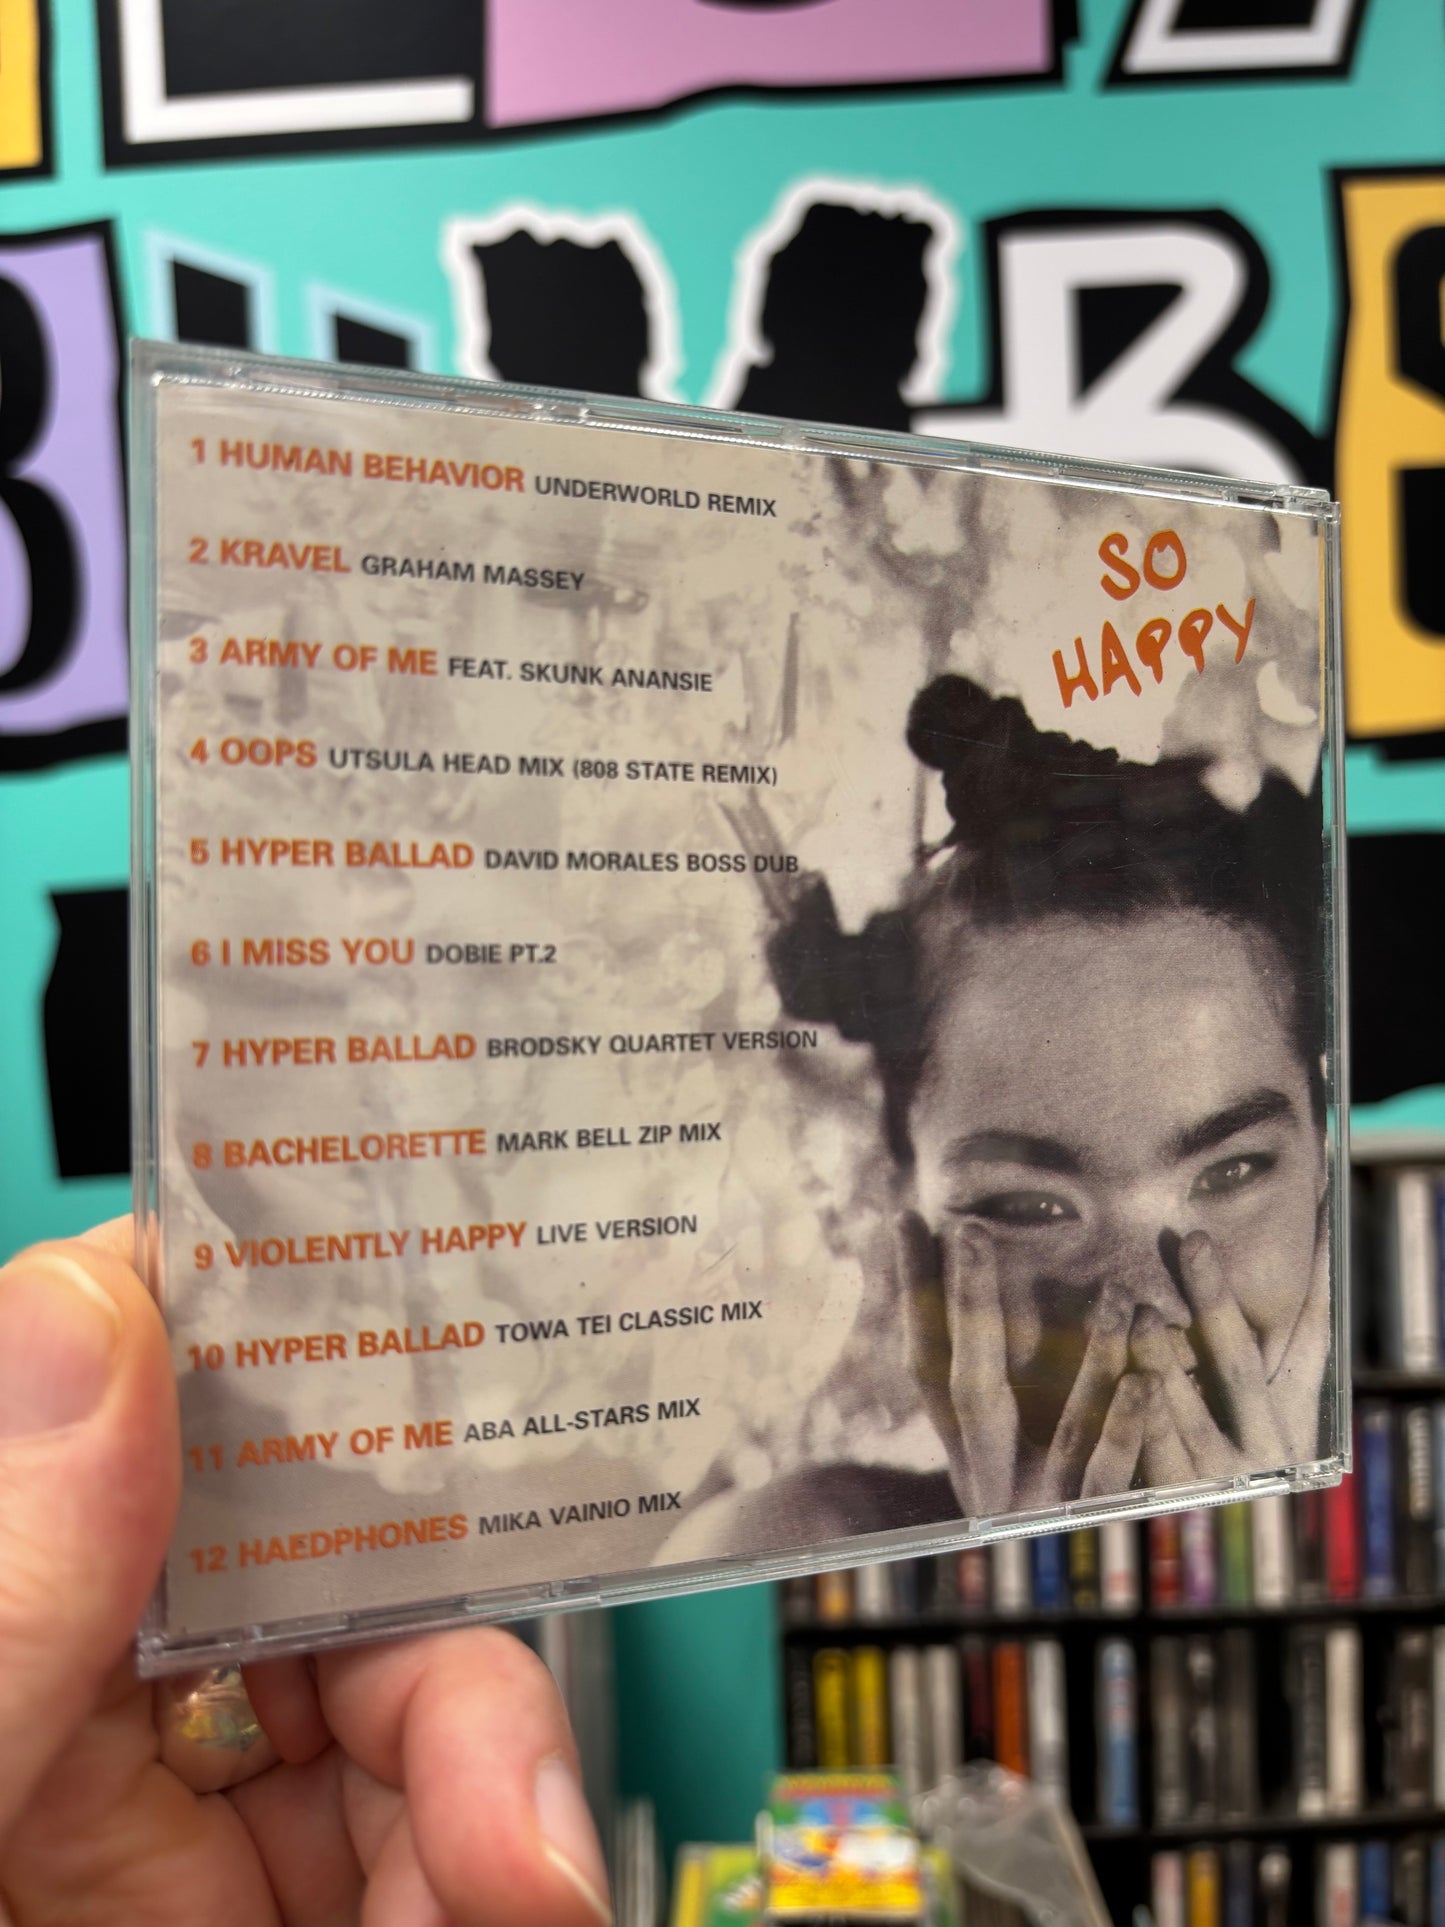 1 HUMAN BEHAVIOR UNDERWORLD REMIX
2 KRAVEL GRAHAM MASSEY
3 ARMY OF ME FEAT. SKUNK ANANSIE
4 OOPS UTSULA HEAD MIX (808 STATE REMIX)
5 HYPER BALLAD DAVID MORALES BOSS DUB
6 I MISS YOU DOBIE PT.2
7 HYPER BALLAD BRODSKY QUARTET VERSION
8 BACHELORETTE MARK BELL ZIP MIX
9 VIOLENTLY HAPPY LIVE VERSION
10 HYPER BALLAD TOWA TEI CLASSIC MIX
11 ARMY OF ME ABA ALL-STARS MIX
12 HAEDPHONES MIKA VAINIO MIX
SO
HAPPY